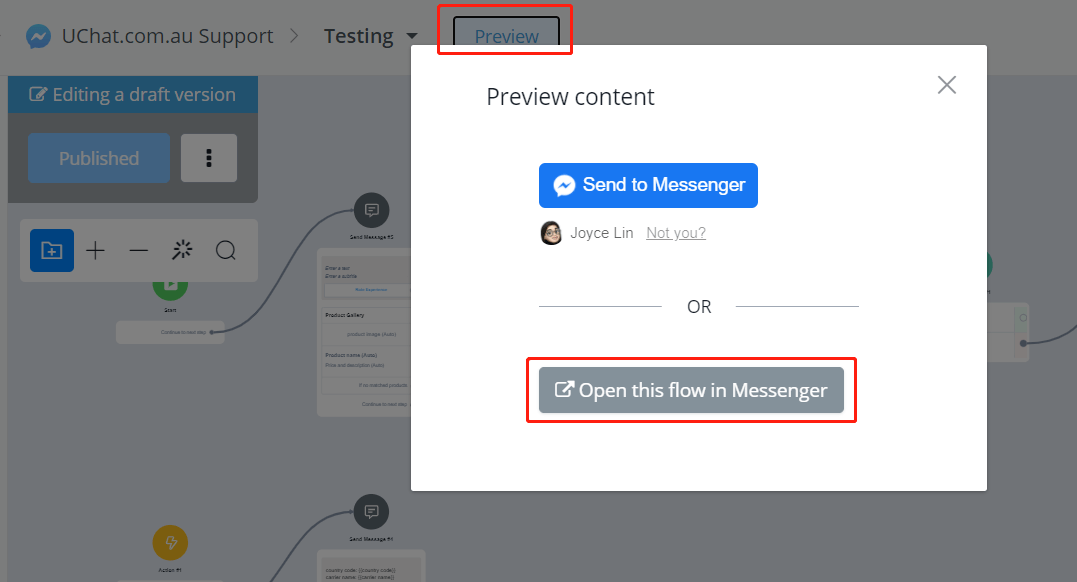 UChat.com.au Support
Testing
Preview
Editing a draft version
Published
Start
Continue to next step
Send Message #5
Enter a text
Enter a subtitle
Product Gallery
product image (Auto)
Product name (Auto)
Price and description (Auto)
If no matched products
Continue to next step
Preview content
Send to Messenger
Joyce Lin Not you?
OR
Open this flow in Messenger
Action #1
Send Message #4
country code: {{country code}}
carrier name: {{carrier name}}